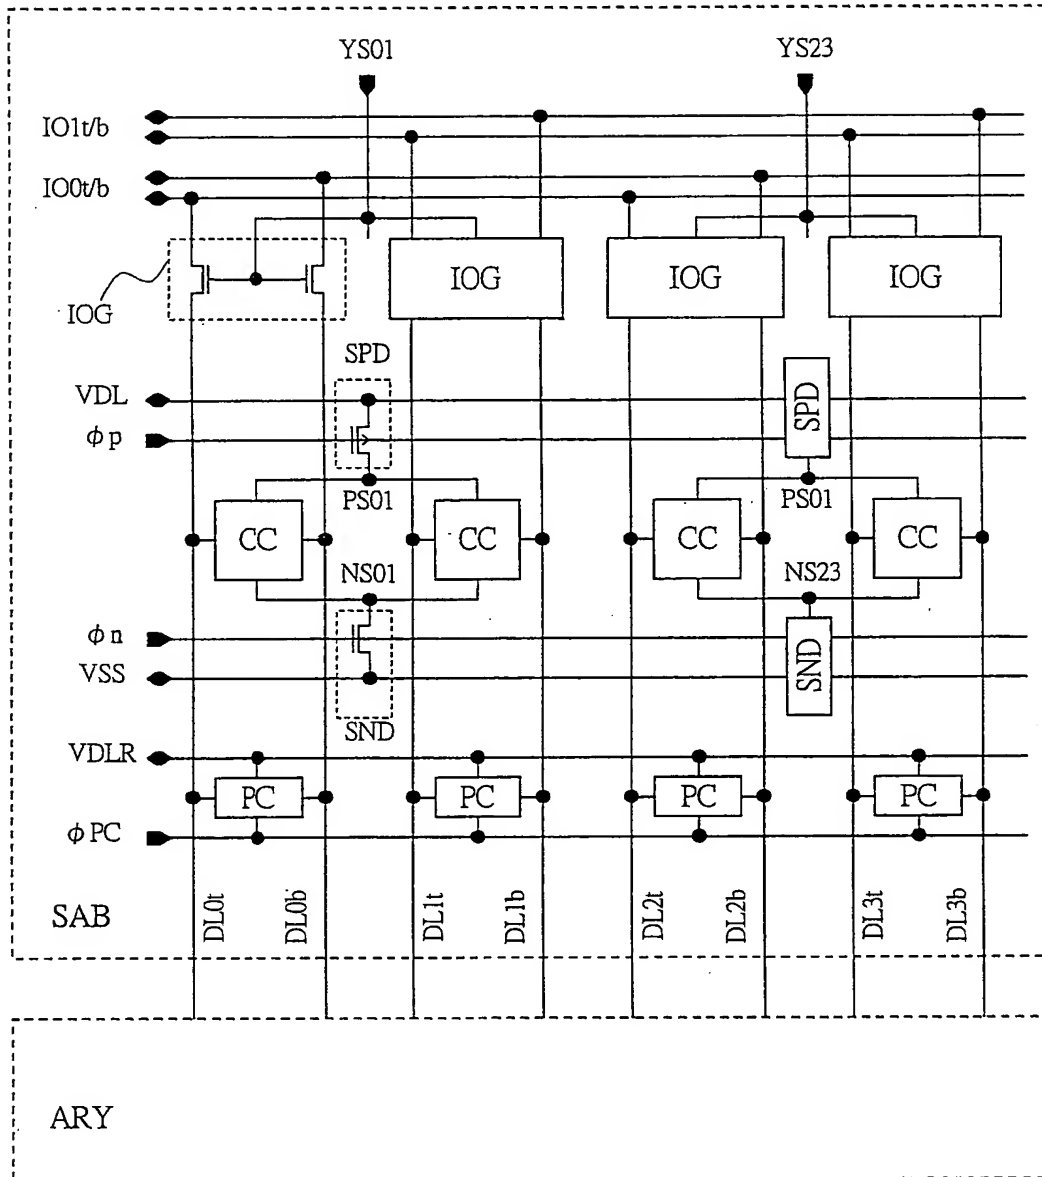 YS01 YS23
IO1t/b
IO0t/b
IOG IOG IOG
IOG
SPD
VDL SPD
φp
PS01 PS01
CC CC CC CC
NS01 NS23
φn
VSS SND
SND
VDLR
PC PC PC PC
φPC
SAB DL0t DL0b DL1t DL1b DL2t DL2b DL3t DL3b
ARY